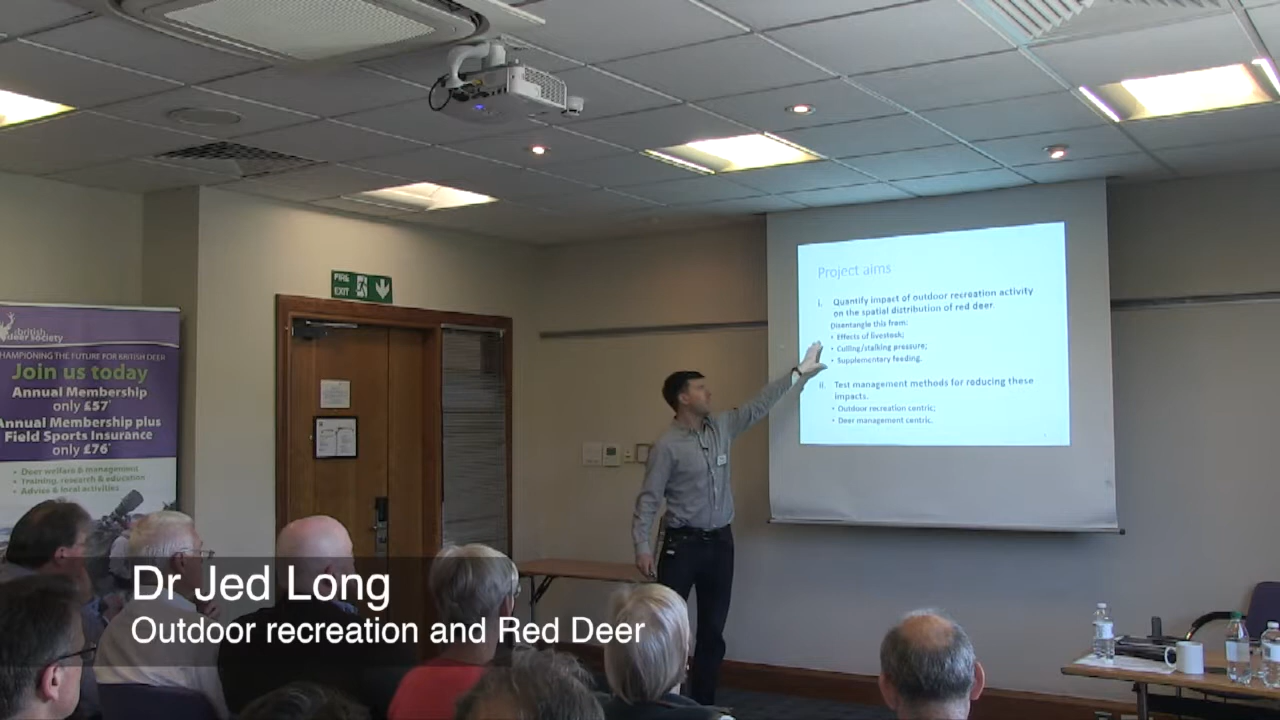 FIRE
EXIT
Project aims
i. Quantify impact of outdoor recreation activity
on the spatial distribution of red deer.
Disentangle this from:
• Effects of livestock;
• Culling/stalking pressure;
• Supplementary feeding.
ii. Test management methods for reducing these
impacts.
• Outdoor recreation centric;
• Deer management centric.
british
deer society
CHAMPIONING THE FUTURE FOR BRITISH DEER
Join us today
Annual Membership
only £57*
Annual Membership plus
Field Sports Insurance
only £76*
• Deer welfare & management
• Training, research & education
• Advice & local activities
Dr Jed Long
Outdoor recreation and Red Deer